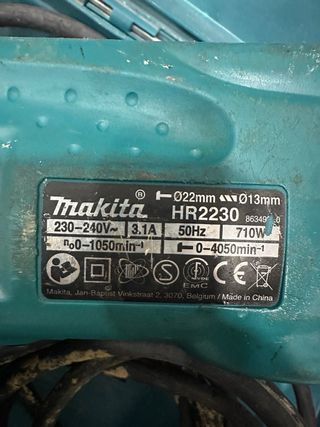 makita® Ø22mm Ø13mm
HR2230
230-240V~ 3.1A 50Hz 710W
n₀0-1050min⁻¹ 0-4050min⁻¹
EMC
Makita, Jan-Baptist Vinkstraat 2, 3070, Belgium / Made in China